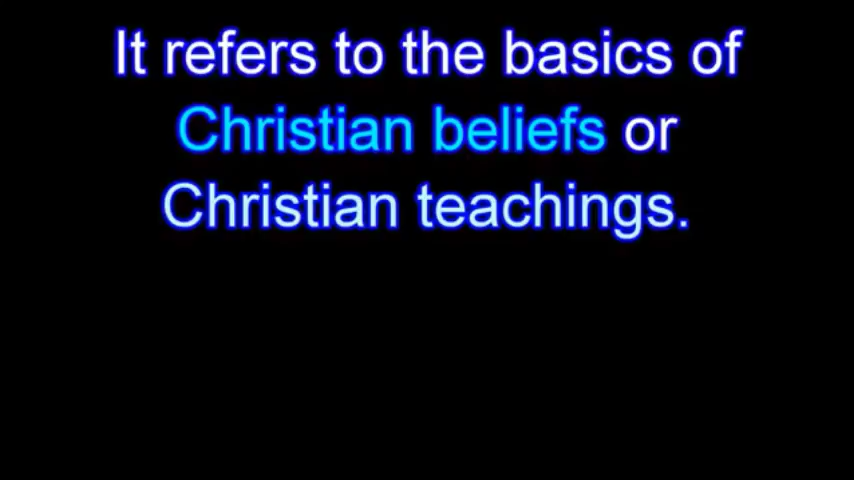 It refers to the basics of
Christian beliefs or
Christian teachings.